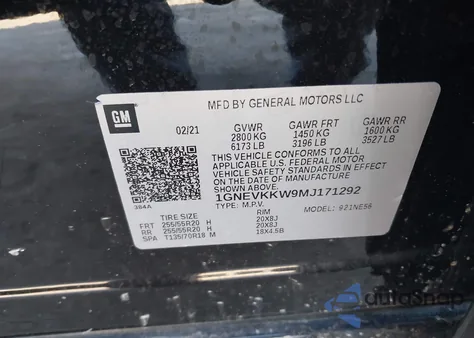 MFD BY GENERAL MOTORS LLC
GM
02/21 GVWR GAWR FRT GAWR RR
2800 KG 1450 KG 1600 KG
6173 LB 3196 LB 3527 LB
THIS VEHICLE CONFORMS TO ALL
APPLICABLE U.S. FEDERAL MOTOR
VEHICLE SAFETY STANDARDS IN EFFECT
ON THE DATE OF MANUFACTURE
384A
1GNEVKKW9MJ171292
TYPE: M.P.V. MODEL: 921NE56
TIRE SIZE RIM
FRT 255/55R20 H 20X8J
RR 255/55R20 H 20X8J
SPA T135/70R18 M 18X4.5B
autoSnap